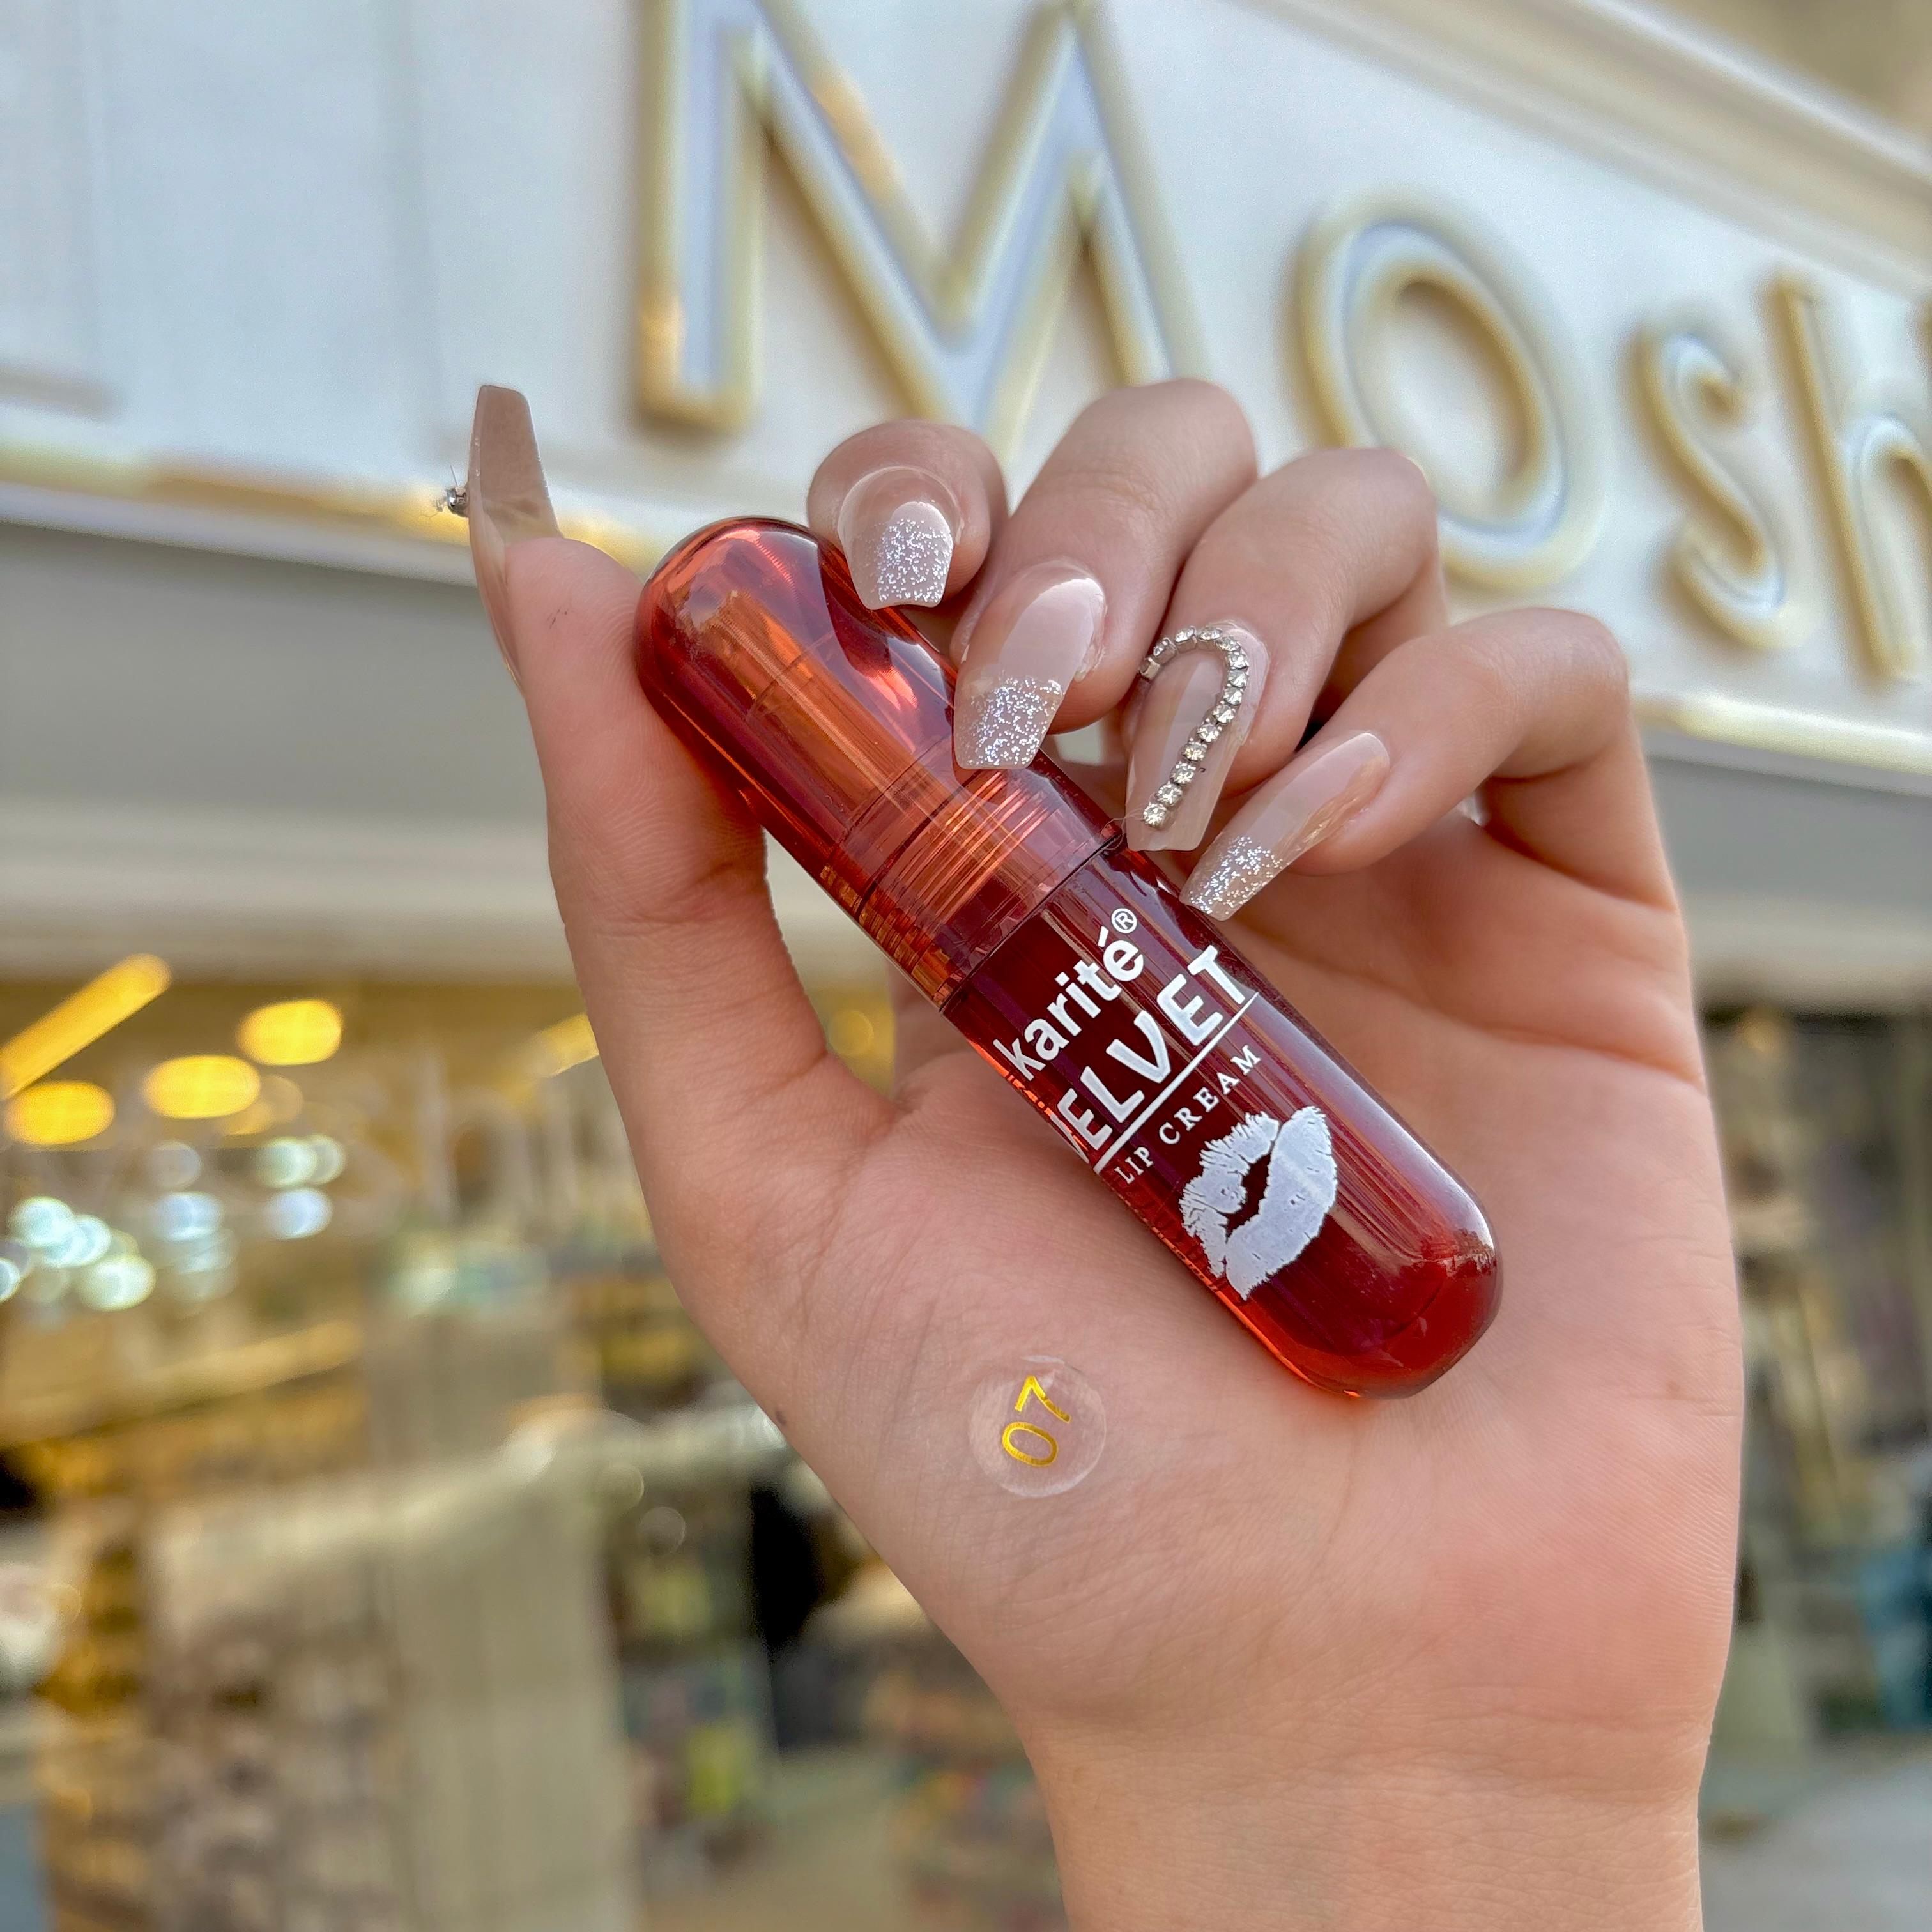 Mosh
karité®
VELVET
LIP CREAM
07